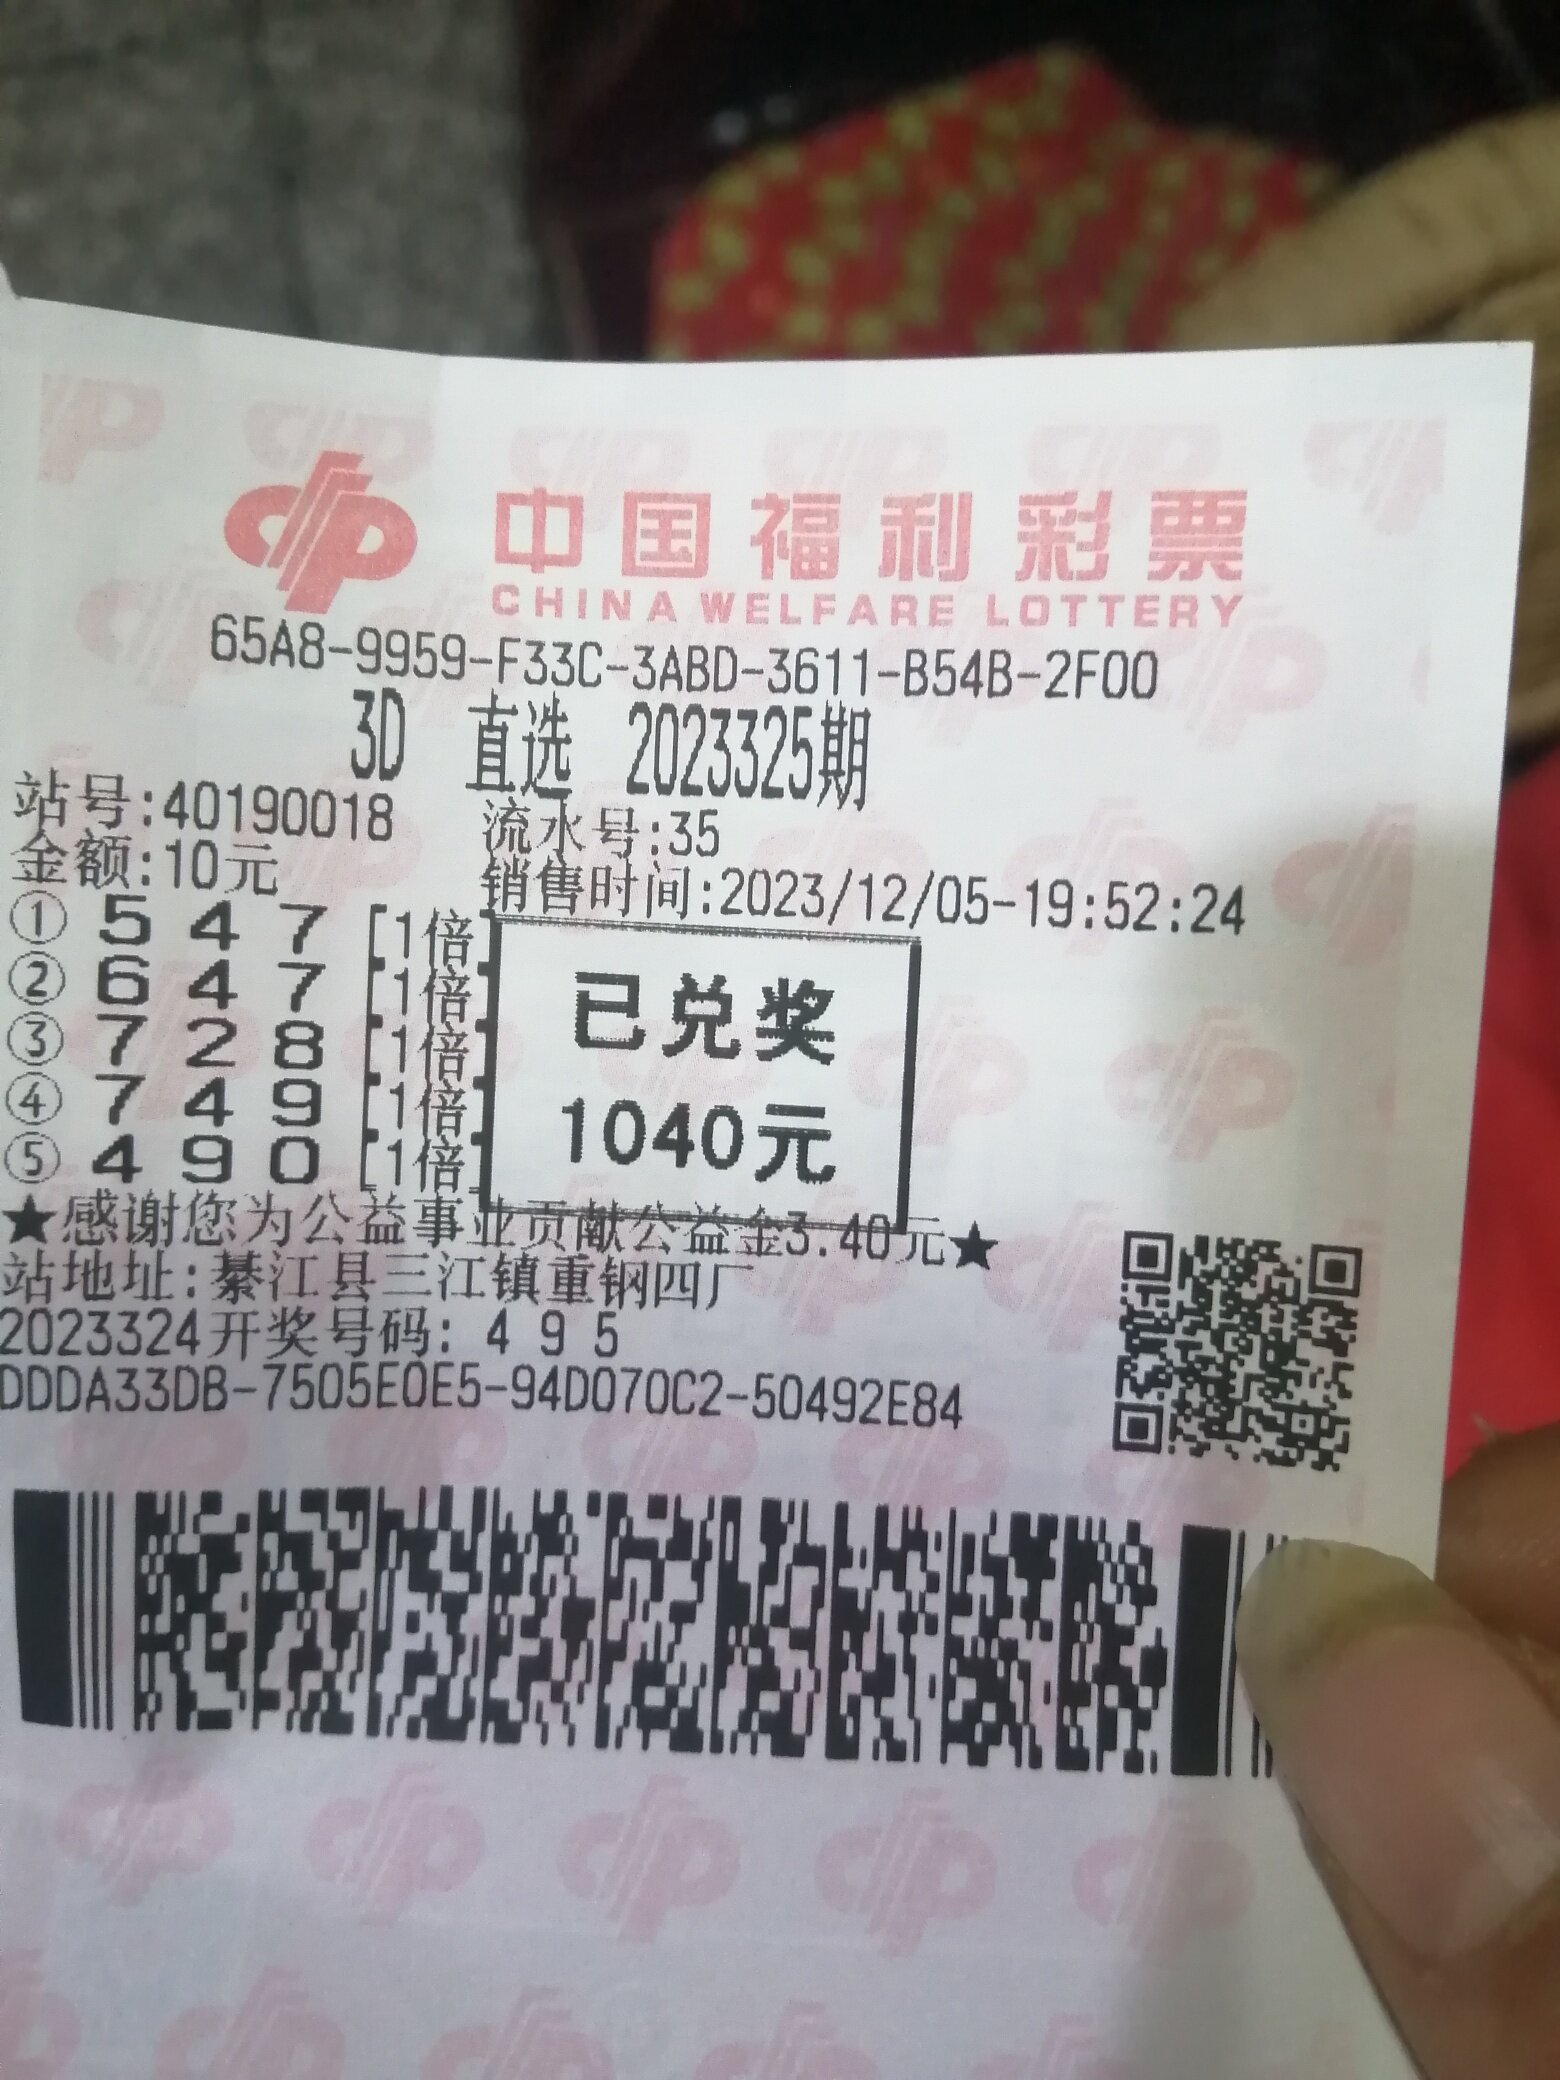 中国福利彩票
CHINA WELFARE LOTTERY
65A8-9959-F33C-3ABD-3611-B54B-2F00
3D 直选 2023325期
站号:40190018 流水号:35
金额:10元 销售时间:2023/12/05-19:52:24
① 5 4 7 [1倍]
② 6 4 7 [1倍]
③ 7 2 8 [1倍]
④ 7 4 9 [1倍]
⑤ 4 9 0 [1倍]
已兑奖
1040元
★感谢您为公益事业贡献公益金3.40元★
站地址:綦江县三江镇重钢四厂
2023324开奖号码: 4 9 5
DDDA33DB-7505E0E5-94D070C2-50492E84